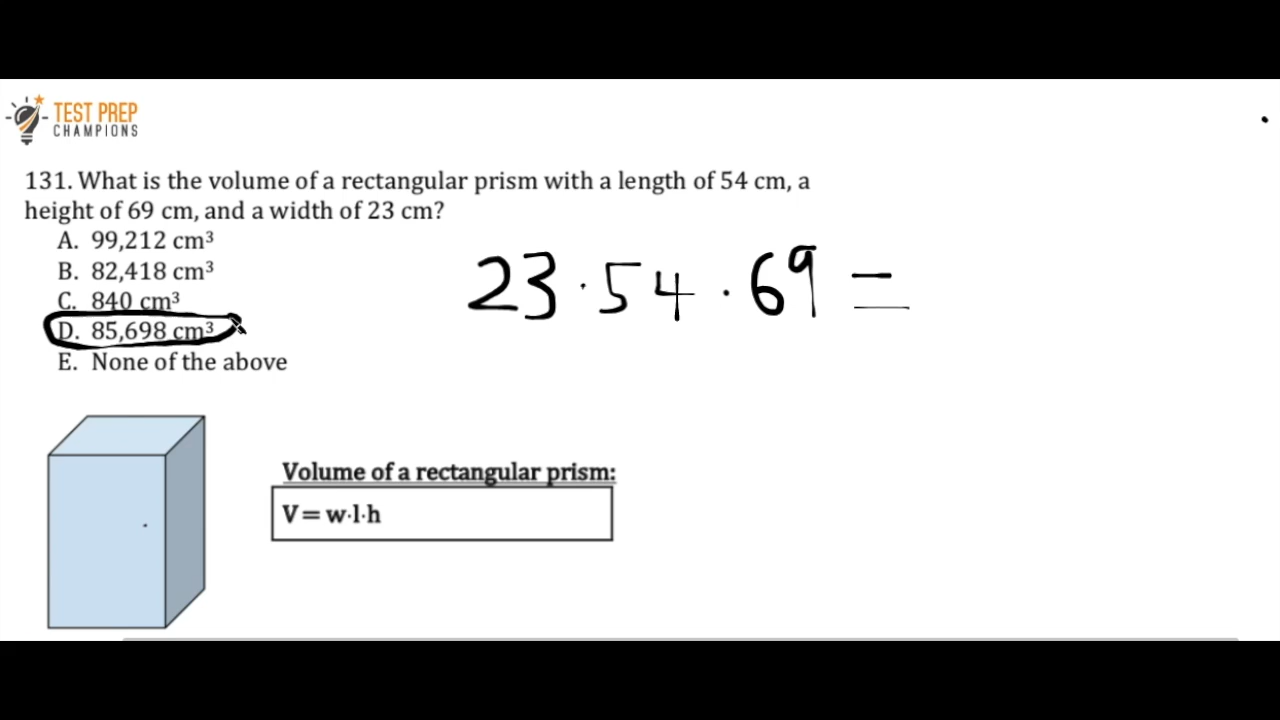 TEST PREP
CHAMPIONS
131. What is the volume of a rectangular prism with a length of 54 cm, a
height of 69 cm, and a width of 23 cm?
A. 99,212 cm³
B. 82,418 cm³
C. 840 cm³
D. 85,698 cm³
E. None of the above
23 · 54 · 69 =
Volume of a rectangular prism:
V = w·l·h